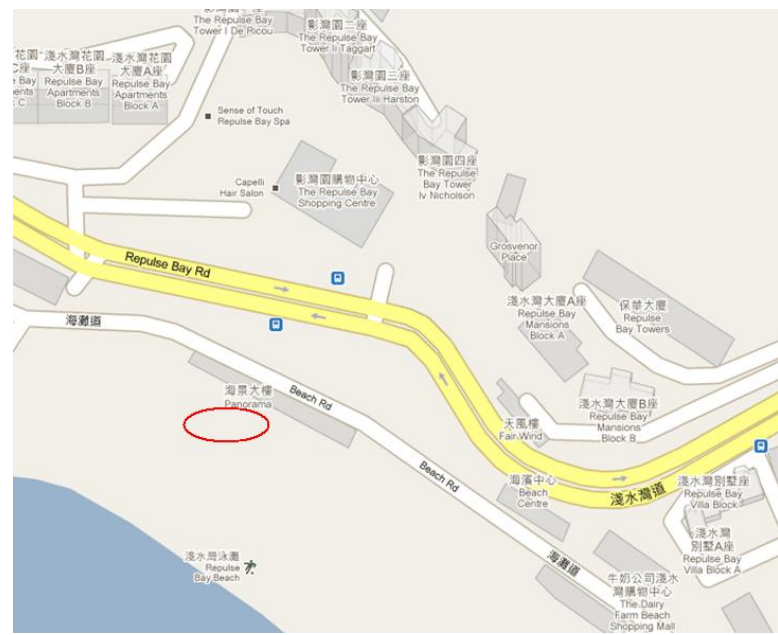 影灣園一座
The Repulse Bay
Tower I De Ricou
影灣園二座
The Repulse Bay
Tower Ii Taggart
影灣園三座
The Repulse Bay
Tower Iii Harston
影灣園四座
The Repulse
Bay Tower
Iv Nicholson
花園
C座
e Bay
ents
s C
淺水灣花園
大廈B座
Repulse Bay
Apartments
Block B
淺水灣花園
大廈A座
Repulse Bay
Apartments
Block A
Sense of Touch
Repulse Bay Spa
Capelli
Hair Salon
影灣園購物中心
The Repulse Bay
Shopping Centre
Grosvenor
Place
Repulse Bay Rd
淺水灣大廈A座
Repulse Bay
Mansions
Block A
保華大廈
Repulse
Bay Towers
海灘道
海景大樓
Panorama
Beach Rd
淺水灣大廈B座
Repulse Bay
Mansions
Block B
天風樓
Fair Wind
Beach Rd
海濱中心
Beach
Centre
淺水灣道
淺水灣別墅座
Repulse Bay
Villa Block
淺水灣
別墅A座
Repulse Bay
Villa Block A
淺水灣泳灘
Repulse
Bay Beach
海灘道
牛奶公司淺水
灣購物中心
The Dairy
Farm Beach
Shopping Mall